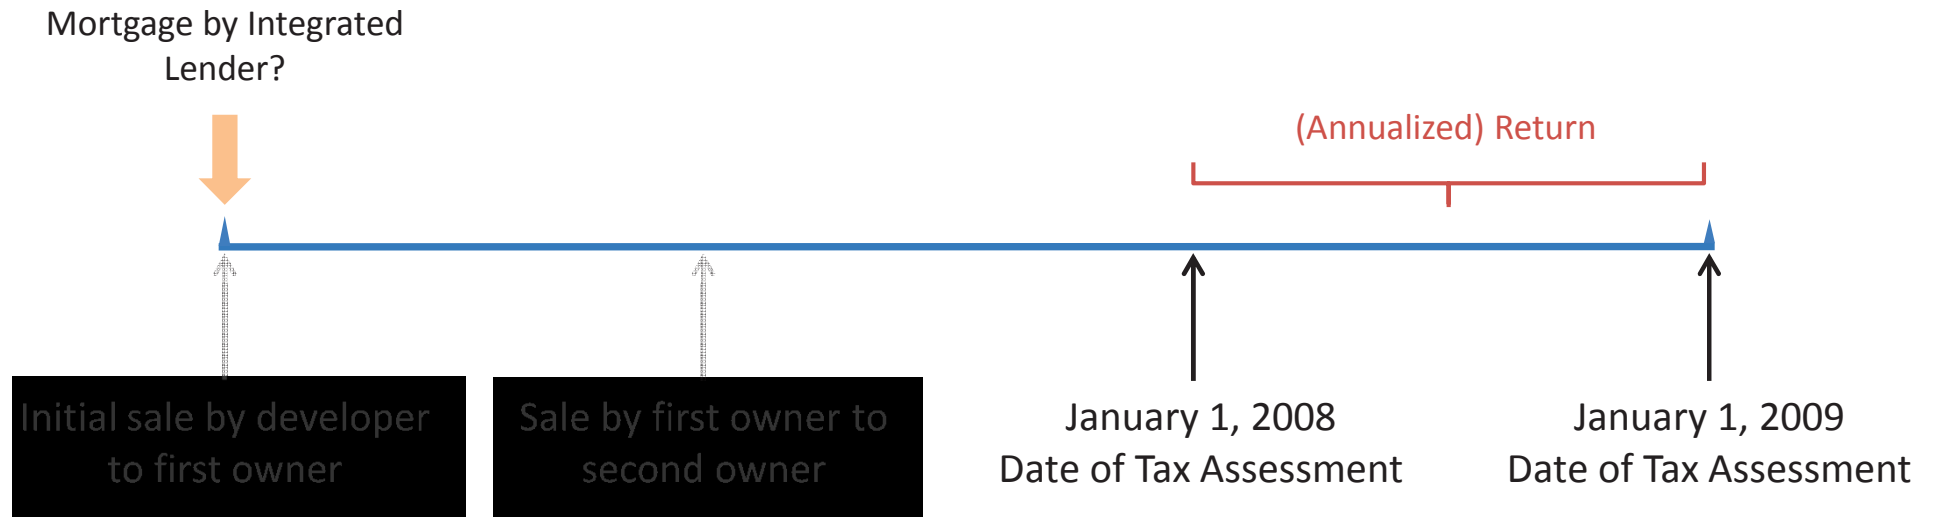 Mortgage by Integrated
Lender?
(Annualized) Return
Initial sale by developer
to first owner
Sale by first owner to
second owner
January 1, 2008
Date of Tax Assessment
January 1, 2009
Date of Tax Assessment